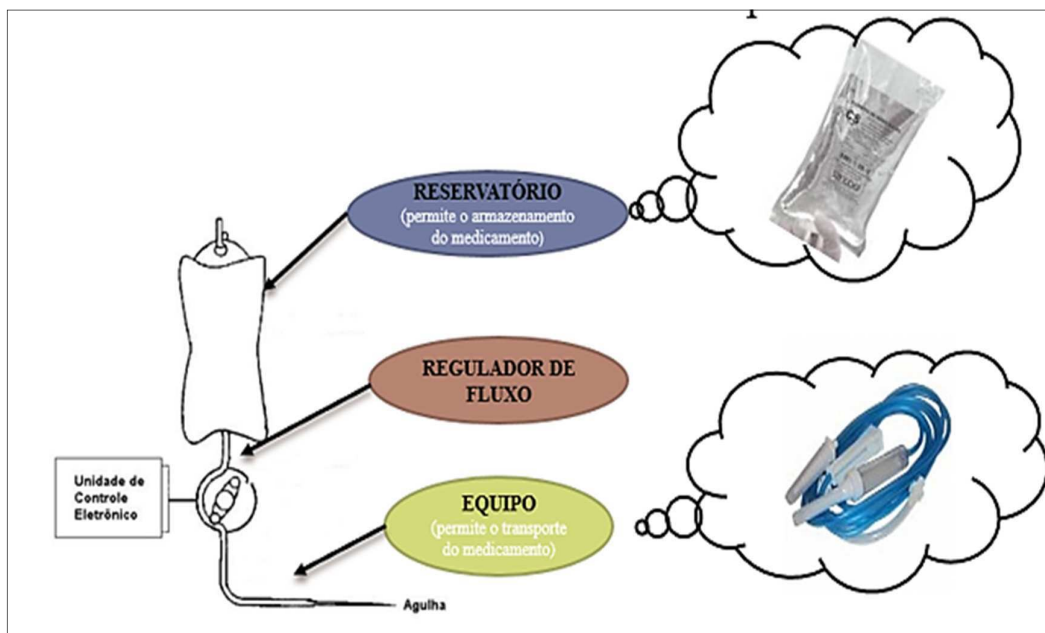 RESERVATÓRIO
(permite o armazenamento
do medicamento)
REGULADOR DE
FLUXO
Unidade de
Controle
Eletrônico
EQUIPO
(permite o transporte
do medicamento)
Agulha